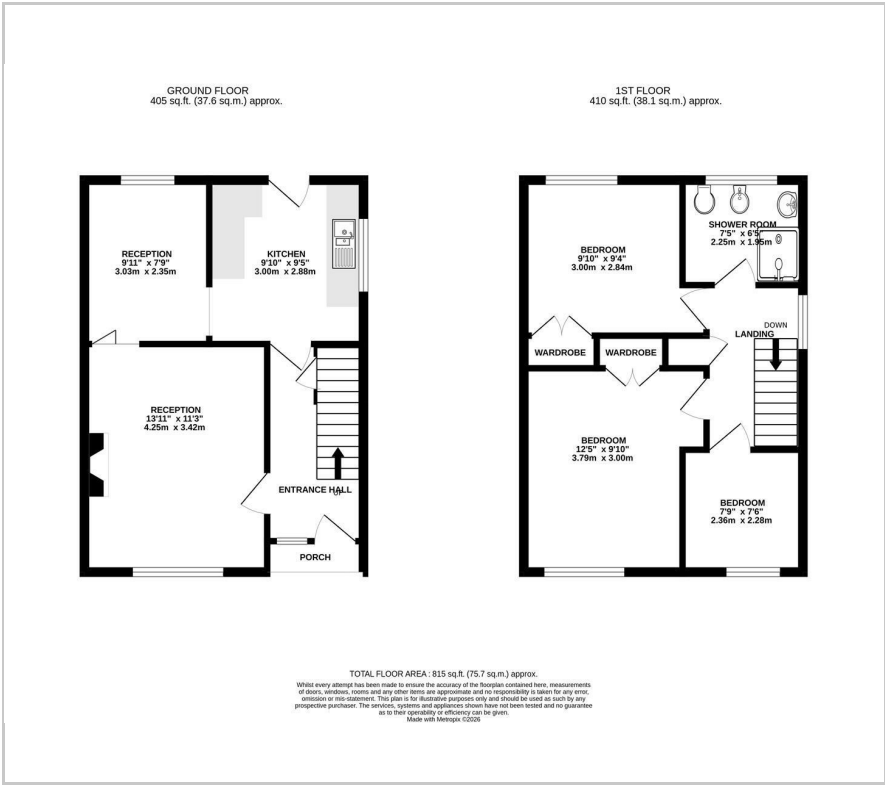 GROUND FLOOR
405 sq.ft. (37.6 sq.m.) approx.
RECEPTION
9'11" x 7'9"
3.03m x 2.35m
KITCHEN
9'10" x 9'5"
3.00m x 2.88m
RECEPTION
13'11" x 11'3"
4.25m x 3.42m
UP
ENTRANCE HALL
PORCH
1ST FLOOR
410 sq.ft. (38.1 sq.m.) approx.
BEDROOM
9'10" x 9'4"
3.00m x 2.84m
SHOWER ROOM
7'5" x 6'5"
2.25m x 1.95m
LANDING
DOWN
WARDROBE
WARDROBE
BEDROOM
12'5" x 9'10"
3.79m x 3.00m
BEDROOM
7'9" x 7'6"
2.36m x 2.28m
TOTAL FLOOR AREA : 815 sq.ft. (75.7 sq.m.) approx.
Whilst every attempt has been made to ensure the accuracy of the floorplan contained here, measurements
of doors, windows, rooms and any other items are approximate and no responsibility is taken for any error,
omission or mis-statement. This plan is for illustrative purposes only and should be used as such by any
prospective purchaser. The services, systems and appliances shown have not been tested and no guarantee
as to their operability or efficiency can be given.
Made with Metropix ©2026